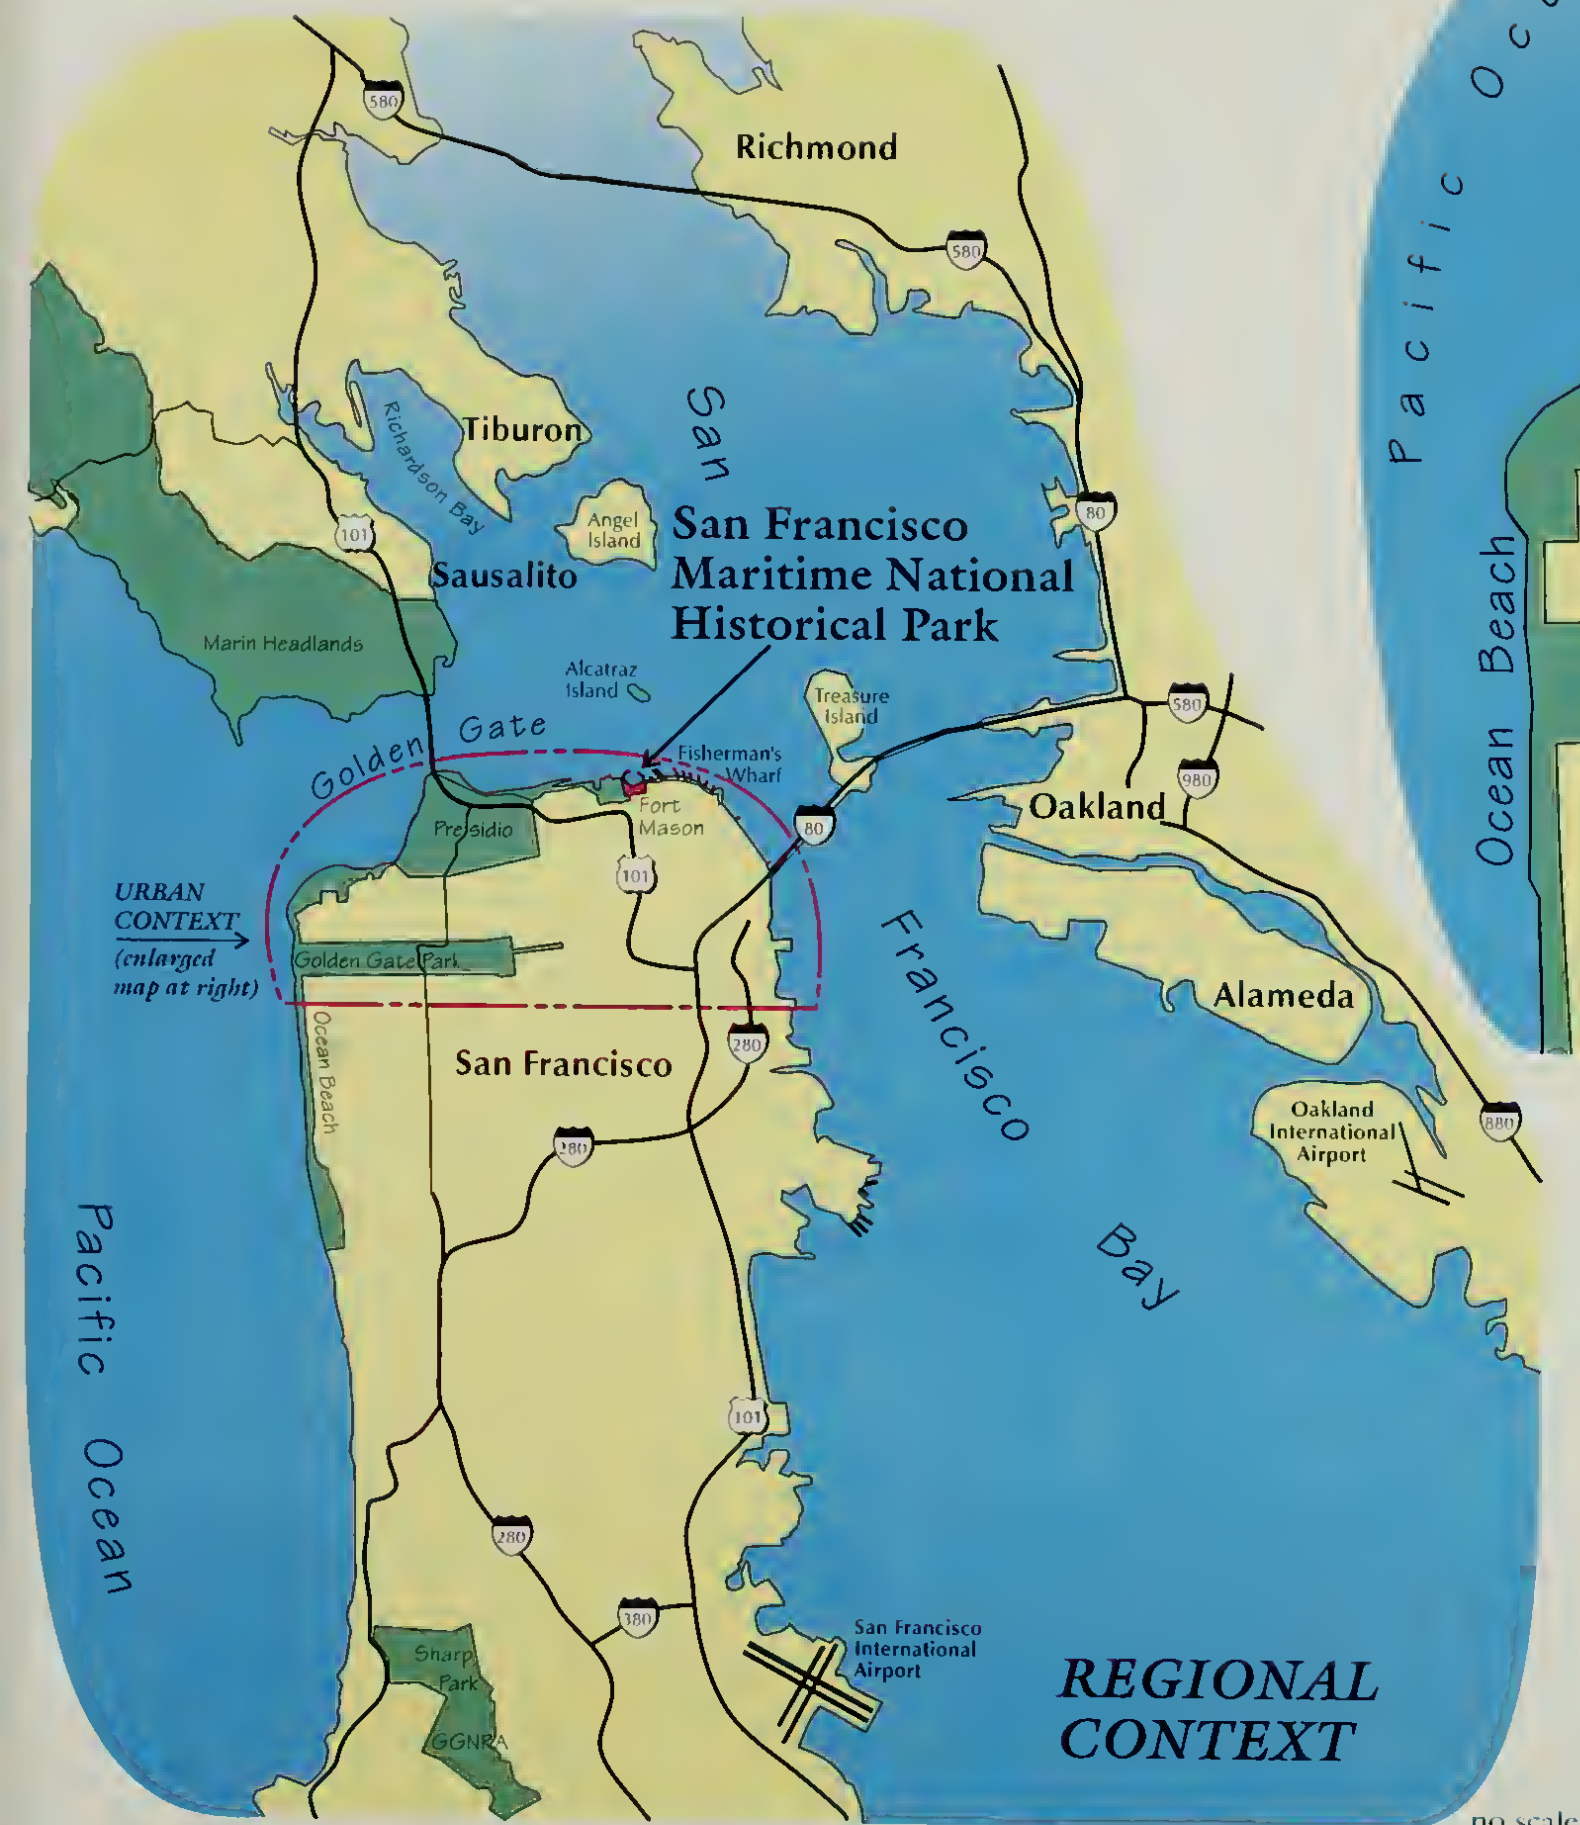 580
Richmond
580
San
Tiburon
Richardson Bay
Angel
Island
San Francisco
Maritime National
Historical Park
80
101
Sausalito
Marin Headlands
Alcatraz
Island
Treasure
Island
580
Golden Gate
Fisherman's
Wharf
980
Oakland
Fort
Mason
Presidio
80
101
URBAN
CONTEXT
(enlarged
map at right)
Golden Gate Park
Francisco
Alameda
Ocean Beach
San Francisco
280
280
Oakland
International
Airport
880
Bay
Pacific Ocean
101
280
380
San Francisco
International
Airport
Sharp
Park
GGNRA
REGIONAL
CONTEXT
Pacific
Ocean Beach
no scale